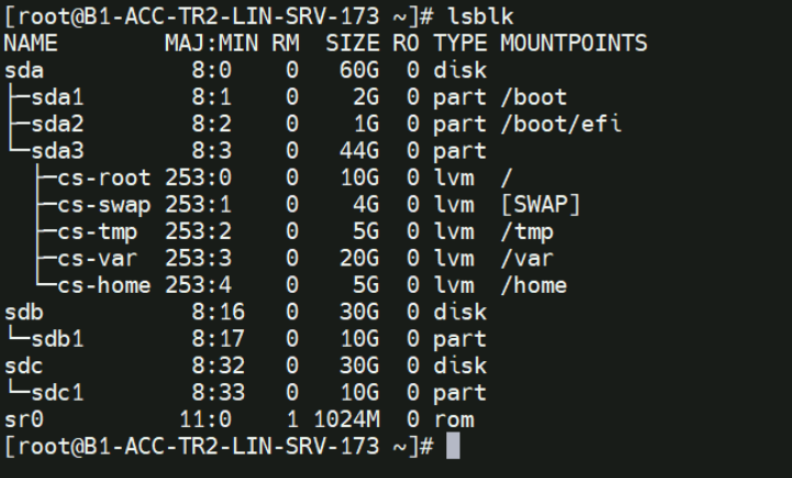 [root@B1-ACC-TR2-LIN-SRV-173 ~]# lsblk
NAME        MAJ:MIN RM  SIZE RO TYPE MOUNTPOINTS
sda           8:0    0   60G  0 disk
├─sda1        8:1    0    2G  0 part /boot
├─sda2        8:2    0    1G  0 part /boot/efi
└─sda3        8:3    0   44G  0 part
  ├─cs-root 253:0    0   10G  0 lvm  /
  ├─cs-swap 253:1    0    4G  0 lvm  [SWAP]
  ├─cs-tmp  253:2    0    5G  0 lvm  /tmp
  ├─cs-var  253:3    0   20G  0 lvm  /var
  └─cs-home 253:4    0    5G  0 lvm  /home
sdb           8:16   0   30G  0 disk
└─sdb1        8:17   0   10G  0 part
sdc           8:32   0   30G  0 disk
└─sdc1        8:33   0   10G  0 part
sr0          11:0    1 1024M  0 rom
[root@B1-ACC-TR2-LIN-SRV-173 ~]#